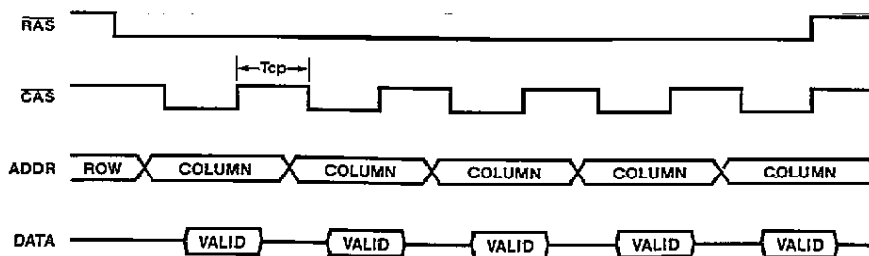 RAS
Tcp
CAS
ADDR ROW COLUMN COLUMN COLUMN COLUMN COLUMN
DATA VALID VALID VALID VALID VALID